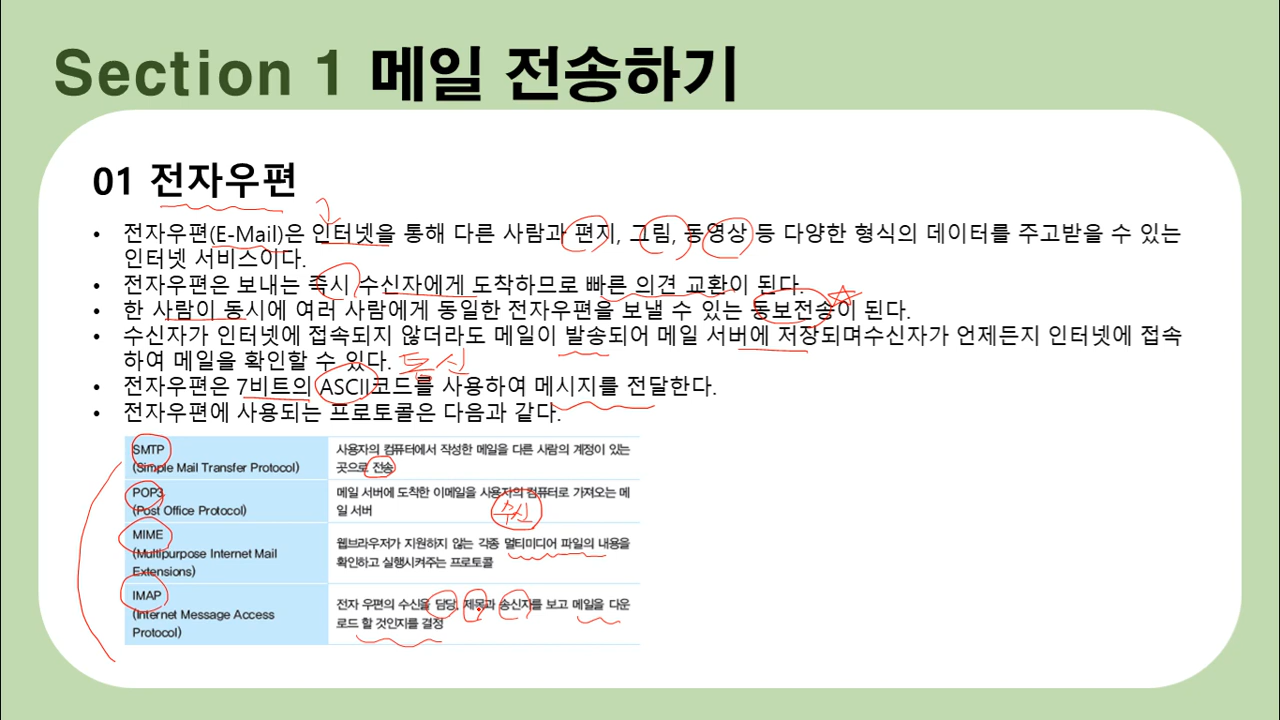 Section 1 메일 전송하기
01 전자우편
• 전자우편(E-Mail)은 인터넷을 통해 다른 사람과 편지, 그림, 동영상 등 다양한 형식의 데이터를 주고받을 수 있는
인터넷 서비스이다.
• 전자우편은 보내는 즉시 수신자에게 도착하므로 빠른 의견 교환이 된다.
• 한 사람이 동시에 여러 사람에게 동일한 전자우편을 보낼 수 있는 동보전송이 된다.
• 수신자가 인터넷에 접속되지 않더라도 메일이 발송되어 메일 서버에 저장되며수신자가 언제든지 인터넷에 접속
하여 메일을 확인할 수 있다.
통신
• 전자우편은 7비트의 ASCII코드를 사용하여 메시지를 전달한다.
• 전자우편에 사용되는 프로토콜은 다음과 같다.
SMTP
(Simple Mail Transfer Protocol)
사용자의 컴퓨터에서 작성한 메일을 다른 사람의 계정이 있는
곳으로 전송
POP3
(Post Office Protocol)
메일 서버에 도착한 이메일을 사용자의 컴퓨터로 가져오는 메
일 서버
수신
MIME
(Multipurpose Internet Mail
Extensions)
웹브라우저가 지원하지 않는 각종 멀티미디어 파일의 내용을
확인하고 실행시켜주는 프로토콜
IMAP
(Internet Message Access
Protocol)
전자 우편의 수신을 담당, 제목과 송신자를 보고 메일을 다운
로드 할 것인지를 결정